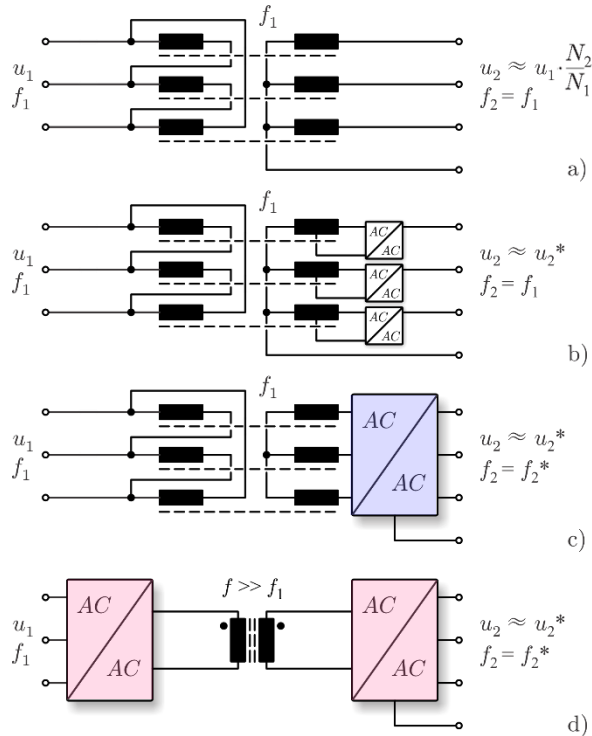 f₁
u₁
f₁
u₂ ≈ u₁·N₂/N₁
f₂ = f₁
a)
f₁
AC
AC
AC
AC
AC
AC
u₁
f₁
u₂ ≈ u₂*
f₂ = f₁
b)
f₁
AC
AC
u₁
f₁
u₂ ≈ u₂*
f₂ = f₂*
c)
f >> f₁
AC
AC
AC
AC
u₁
f₁
u₂ ≈ u₂*
f₂ = f₂*
d)